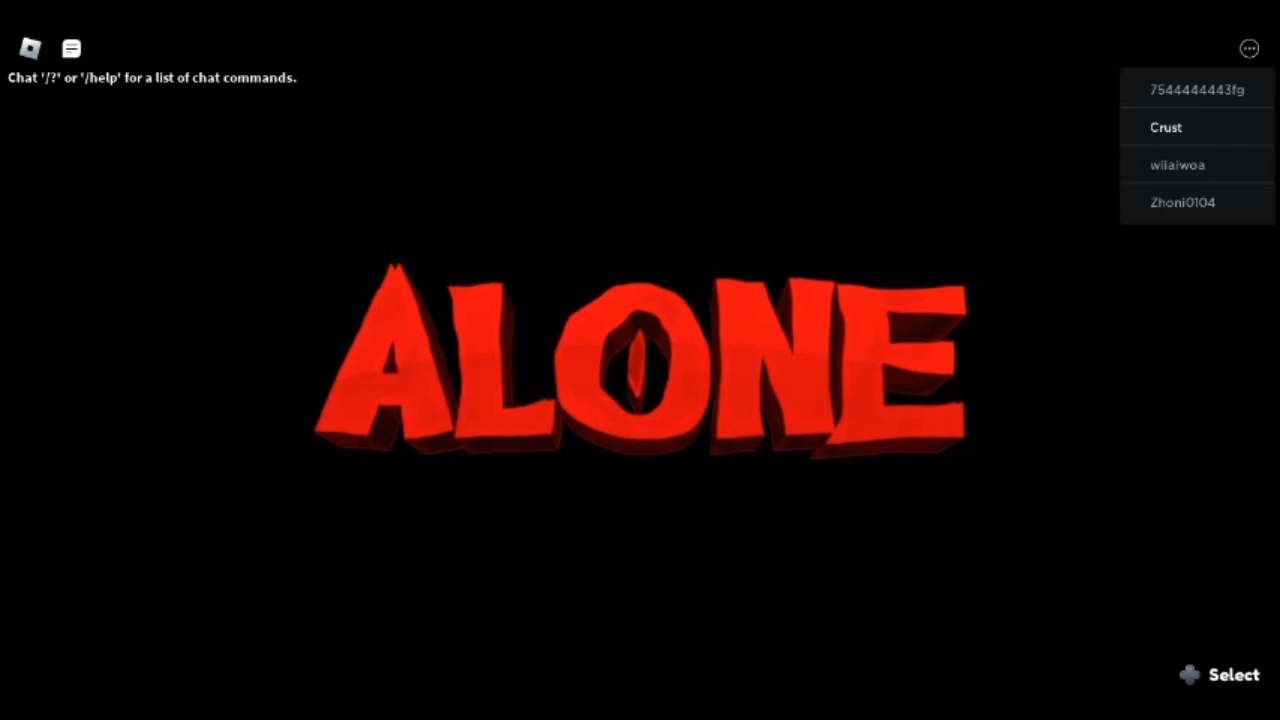 Chat '/?' or '/help' for a list of chat commands.
7544444443fg
Crust
wiiaiwoa
Zhoni0104
ALONE
Select